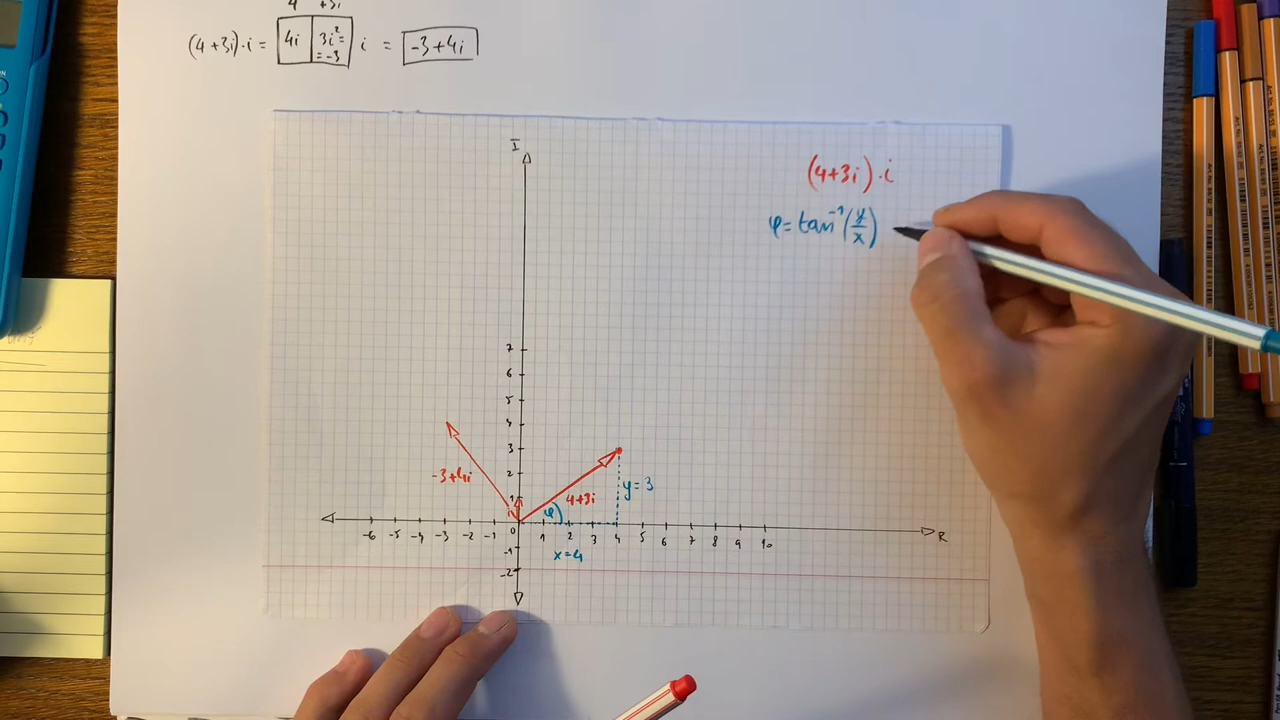 4 +3i
(4+3i)·i = 4i 3i²= =-3 i = -3+4i
I
(4+3i)·i
φ=tan⁻¹(y/x)
7
6
5
4
3
2
1
-3+4i
i
4+3i
y=3
φ
-6 -5 -4 -3 -2 -1 0 1 2 3 4 5 6 7 8 9 10 R
-1
x=4
-2